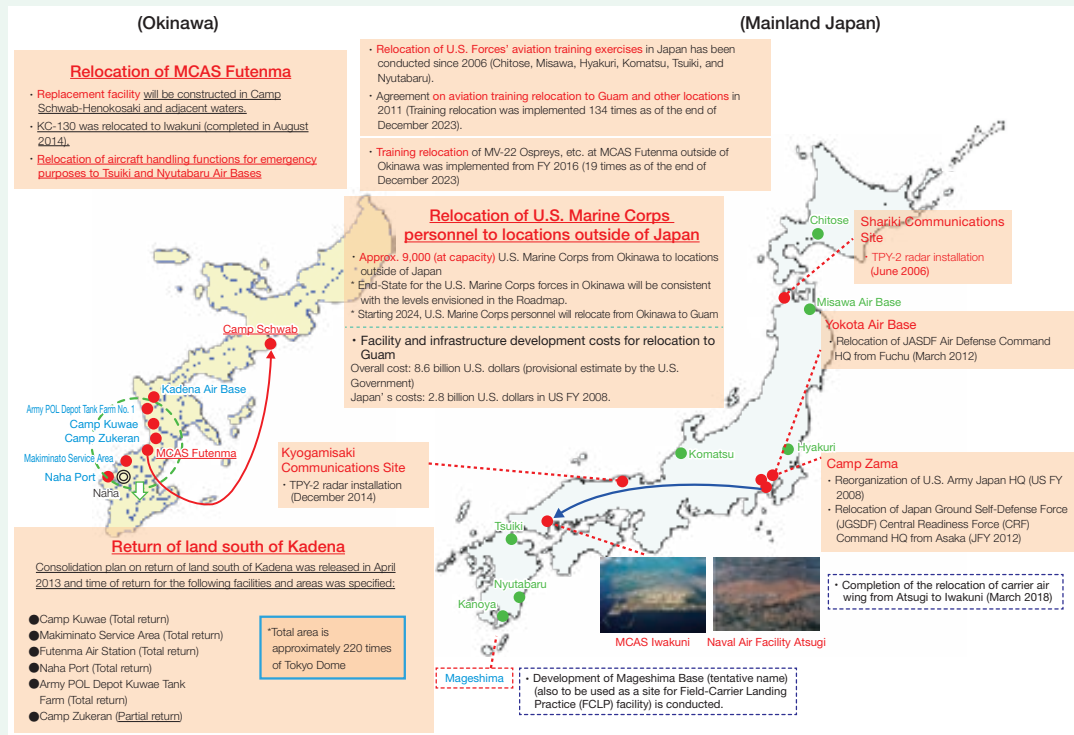 (Okinawa)
(Mainland Japan)
Relocation of MCAS Futenma
・Replacement facility will be constructed in Camp
Schwab-Henokosaki and adjacent waters.
・KC-130 was relocated to Iwakuni (completed in August
2014).
・Relocation of aircraft handling functions for emergency
purposes to Tsuiki and Nyutabaru Air Bases
・Relocation of U.S. Forces' aviation training exercises in Japan has been
conducted since 2006 (Chitose, Misawa, Hyakuri, Komatsu, Tsuiki, and
Nyutabaru).
・Agreement on aviation training relocation to Guam and other locations in
2011 (Training relocation was implemented 134 times as of the end of
December 2023).
・Training relocation of MV-22 Ospreys, etc. at MCAS Futenma outside of
Okinawa was implemented from FY 2016 (19 times as of the end of
December 2023)
Relocation of U.S. Marine Corps
personnel to locations outside of Japan
・Approx. 9,000 (at capacity) U.S. Marine Corps from Okinawa to locations
outside of Japan
・End-State for the U.S. Marine Corps forces in Okinawa will be consistent
with the levels envisioned in the Roadmap.
* Starting 2024, U.S. Marine Corps personnel will relocate from Okinawa to Guam
・Facility and infrastructure development costs for relocation to
Guam
Overall cost: 8.6 billion U.S. dollars (provisional estimate by the U.S.
Government)
Japan' s costs: 2.8 billion U.S. dollars in US FY 2008.
Camp Schwab
Kadena Air Base
Army POL Depot Tank Farm No. 1
Camp Kuwae
Camp Zukeran
MCAS Futenma
Makiminato Service Area
Naha Port
Naha
Return of land south of Kadena
Consolidation plan on return of land south of Kadena was released in April
2013 and time of return for the following facilities and areas was specified:
●Camp Kuwae (Total return)
●Makiminato Service Area (Total return)
●Futenma Air Station (Total return)
●Naha Port (Total return)
●Army POL Depot Kuwae Tank
Farm (Total return)
●Camp Zukeran (Partial return)
*Total area is
approximately 220 times
of Tokyo Dome
Chitose
Shariki Communications
Site
・TPY-2 radar installation
(June 2006)
Misawa Air Base
Yokota Air Base
・Relocation of JASDF Air Defense Command
HQ from Fuchu (March 2012)
Hyakuri
Komatsu
Kyogamisaki
Communications Site
・TPY-2 radar installation
(December 2014)
Camp Zama
・Reorganization of U.S. Army Japan HQ (US FY
2008)
・Relocation of Japan Ground Self-Defense Force
(JGSDF) Central Readiness Force (CRF)
Command HQ from Asaka (JFY 2012)
Tsuiki
Nyutabaru
Kanoya
MCAS Iwakuni
Naval Air Facility Atsugi
・Completion of the relocation of carrier air
wing from Atsugi to Iwakuni (March 2018)
Mageshima
・Development of Mageshima Base (tentative name)
(also to be used as a site for Field-Carrier Landing
Practice (FCLP) facility) is conducted.